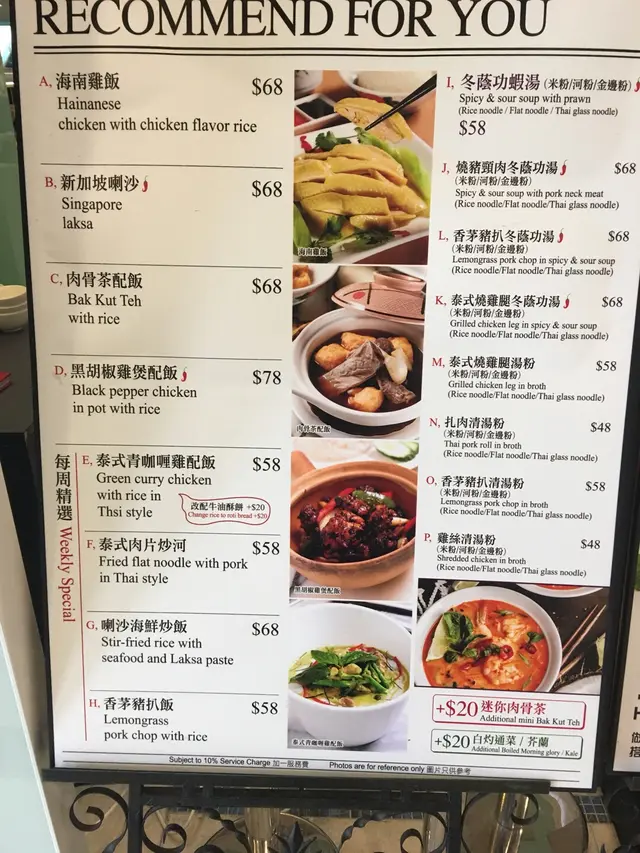 RECOMMEND FOR YOU
A, 海南雞飯 $68
Hainanese
chicken with chicken flavor rice
B, 新加坡喇沙 $68
Singapore
laksa
C, 肉骨茶配飯 $68
Bak Kut Teh
with rice
D, 黑胡椒雞煲配飯 $78
Black pepper chicken
in pot with rice
每周精選 Weekly Special
E, 泰式青咖喱雞配飯 $58
Green curry chicken
with rice in
Thsi style
改配牛油酥餅 +$20
Change rice to roti bread +$20
F, 泰式肉片炒河 $58
Fried flat noodle with pork
in Thai style
G, 喇沙海鮮炒飯 $68
Stir-fried rice with
seafood and Laksa paste
H, 香茅豬扒飯 $58
Lemongrass
pork chop with rice
海南雞飯
肉骨茶配飯
黑胡椒雞煲配飯
泰式青咖喱雞配飯
I, 冬蔭功蝦湯 (米粉/河粉/金邊粉)
Spicy & sour soup with prawn
(Rice noodle / Flat noodle / Thai glass noodle)
$58
J, 燒豬頸肉冬蔭功湯 $68
(米粉/河粉/金邊粉)
Spicy & sour soup with pork neck meat
(Rice noodle/Flat noodle/Thai glass noodle)
L, 香茅豬扒冬蔭功湯 $68
(米粉/河粉/金邊粉)
Lemongrass pork chop in spicy & sour soup
(Rice noodle/Flat noodle/Thai glass noodle)
K, 泰式燒雞腿冬蔭功湯 $68
(米粉/河粉/金邊粉)
Grilled chicken leg in spicy & sour soup
(Rice noodle/Flat noodle/Thai glass noodle)
M, 泰式燒雞腿湯粉 $58
(米粉/河粉/金邊粉)
Grilled chicken leg in broth
(Rice noodle/Flat noodle/Thai glass noodle)
N, 扎肉清湯粉 $48
(米粉/河粉/金邊粉)
Thai pork roll in broth
(Rice noodle/Flat noodle/Thai glass noodle)
O, 香茅豬扒清湯粉 $58
(米粉/河粉/金邊粉)
Lemongrass pork chop in broth
(Rice noodle/Flat noodle/Thai glass noodle)
P, 雞絲清湯粉 $48
(米粉/河粉/金邊粉)
Shredded chicken in broth
(Rice noodle/Flat noodle/Thai glass noodle)
+$20 迷你肉骨茶
Additional mini Bak Kut Teh
+$20 白灼通菜 / 芥蘭
Additional Boiled Morning glory / Kale
Subject to 10% Service Charge 加一服務費 Photos are for reference only 圖片只供參考